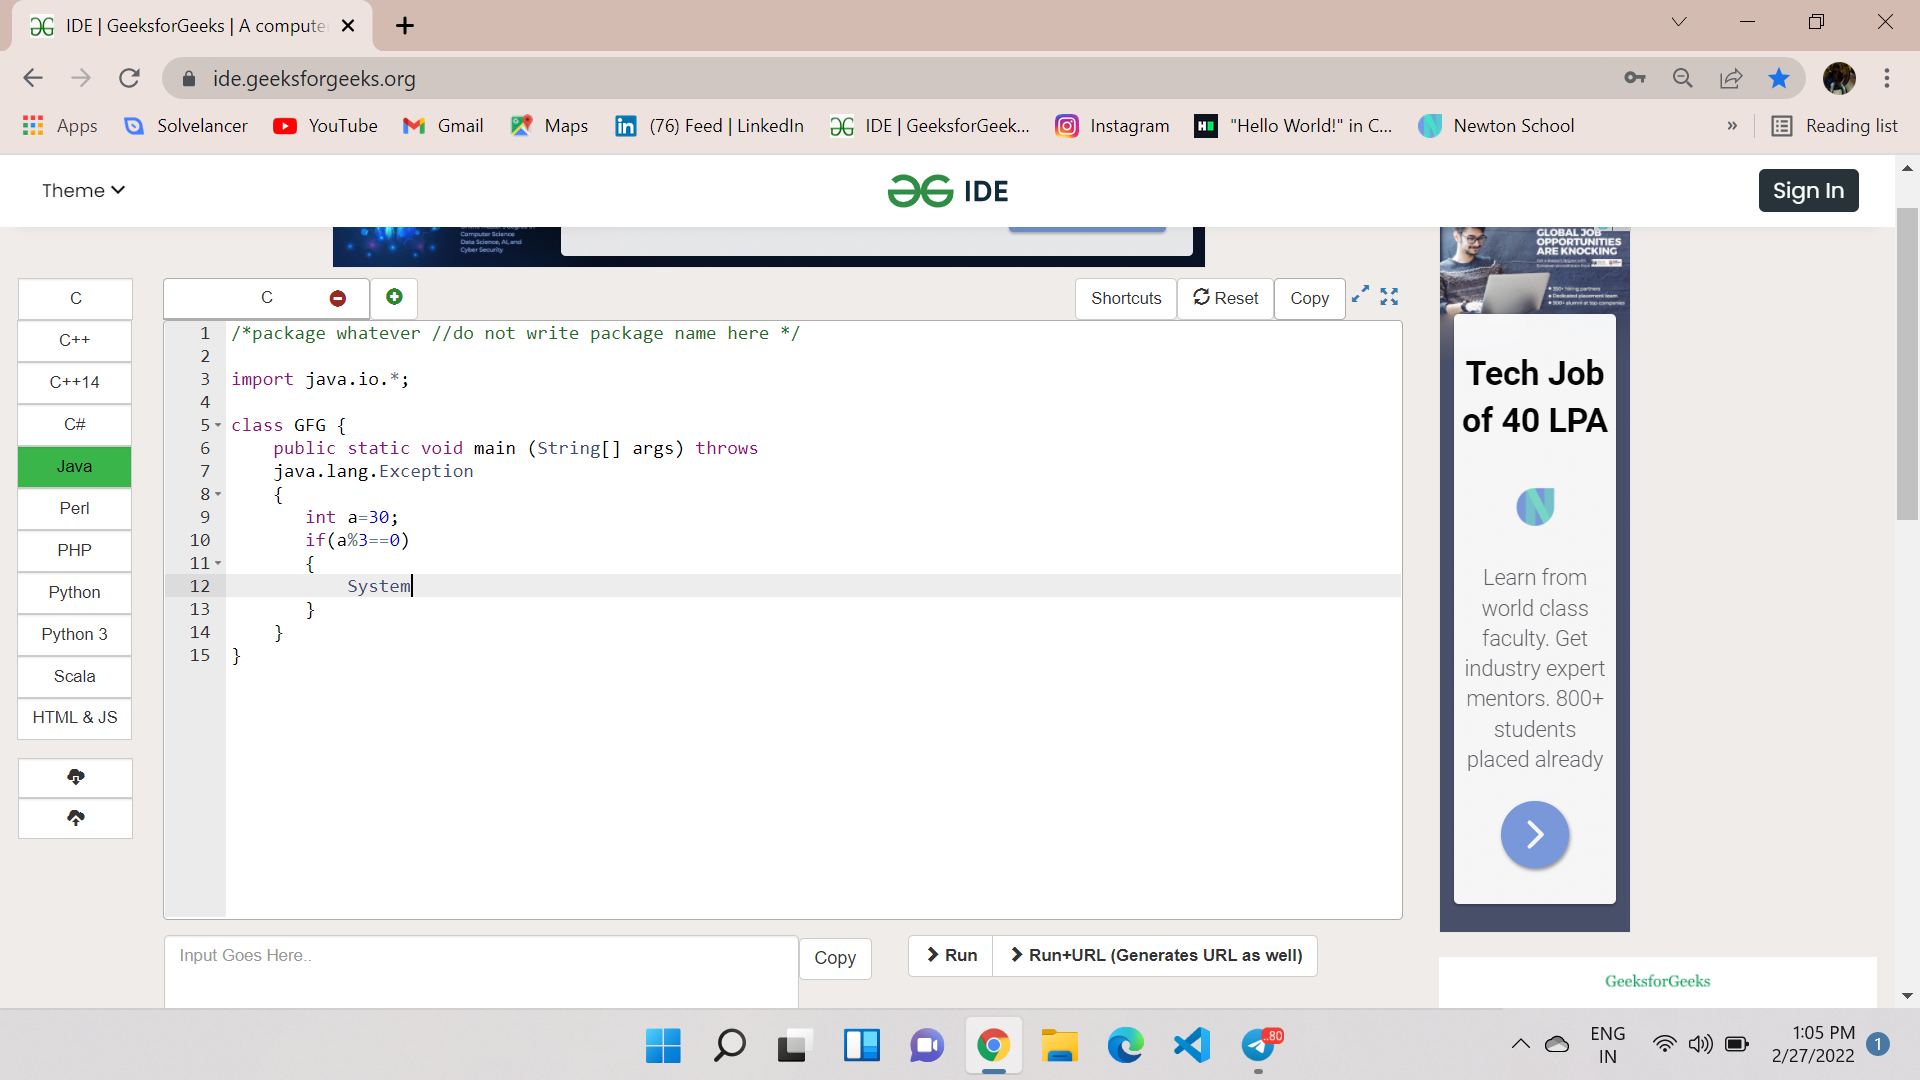 IDE | GeeksforGeeks | A compute
ide.geeksforgeeks.org
Apps Solvelancer YouTube Gmail Maps (76) Feed | LinkedIn IDE | GeeksforGeek... Instagram "Hello World!" in C... Newton School » Reading list
Theme IDE Sign In
Computer Science
Data Science, AI, and
Cyber Security
GLOBAL JOB
OPPORTUNITIES
ARE KNOCKING
C
C++
C++14
C#
Java
Perl
PHP
Python
Python 3
Scala
HTML & JS
C Shortcuts Reset Copy
1 /*package whatever //do not write package name here */
2
3 import java.io.*;
4
5 class GFG {
6 public static void main (String[] args) throws
7 java.lang.Exception
8 {
9 int a=30;
10 if(a%3==0)
11 {
12 System
13 }
14 }
15 }
Tech Job
of 40 LPA
Learn from
world class
faculty. Get
industry expert
mentors. 800+
students
placed already
Input Goes Here.. Copy Run Run+URL (Generates URL as well)
GeeksforGeeks
80
ENG
IN
1:05 PM
2/27/2022
1